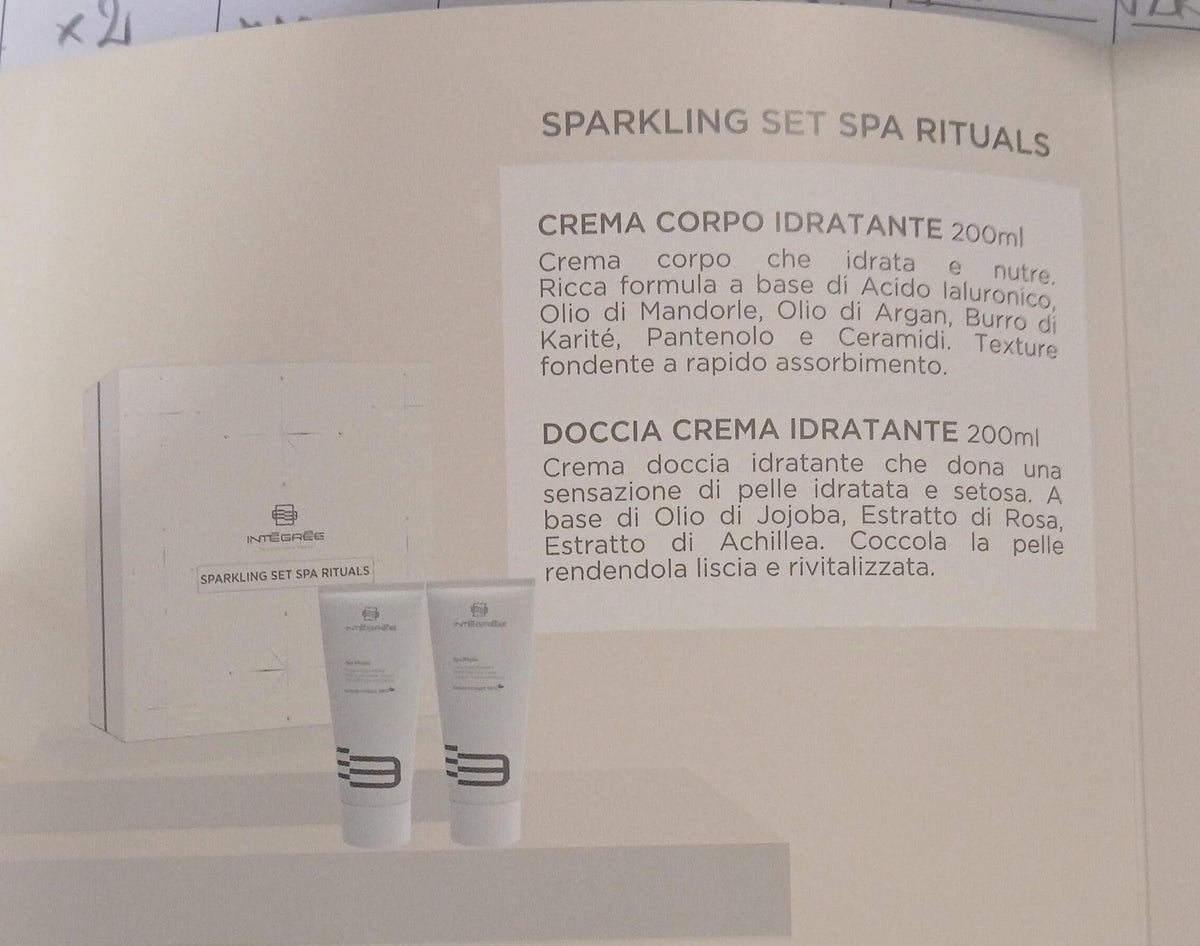 x2
SPARKLING SET SPA RITUALS
CREMA CORPO IDRATANTE 200ml
Crema corpo che idrata e nutre.
Ricca formula a base di Acido Ialuronico,
Olio di Mandorle, Olio di Argan, Burro di
Karité, Pantenolo e Ceramidi. Texture
fondente a rapido assorbimento.
DOCCIA CREMA IDRATANTE 200ml
Crema doccia idratante che dona una
sensazione di pelle idratata e setosa. A
base di Olio di Jojoba, Estratto di Rosa,
Estratto di Achillea. Coccola la pelle
rendendola liscia e rivitalizzata.
INTĒGRĒE
SPARKLING SET SPA RITUALS
INTĒGRĒE
INTĒGRĒE